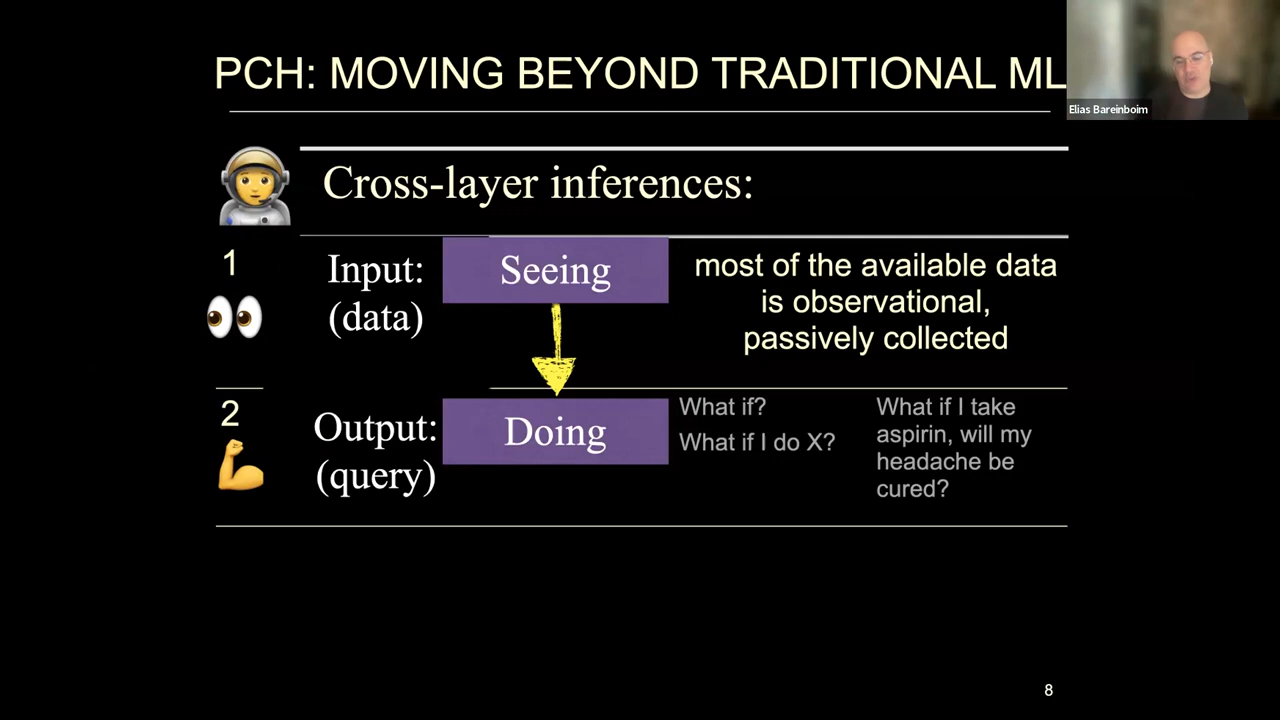 PCH: MOVING BEYOND TRADITIONAL ML
Elias Bareinboim
Cross-layer inferences:
1
Input:
(data)
Seeing
most of the available data
is observational,
passively collected
2
Output:
(query)
Doing
What if?
What if I do X?
What if I take
aspirin, will my
headache be
cured?
8